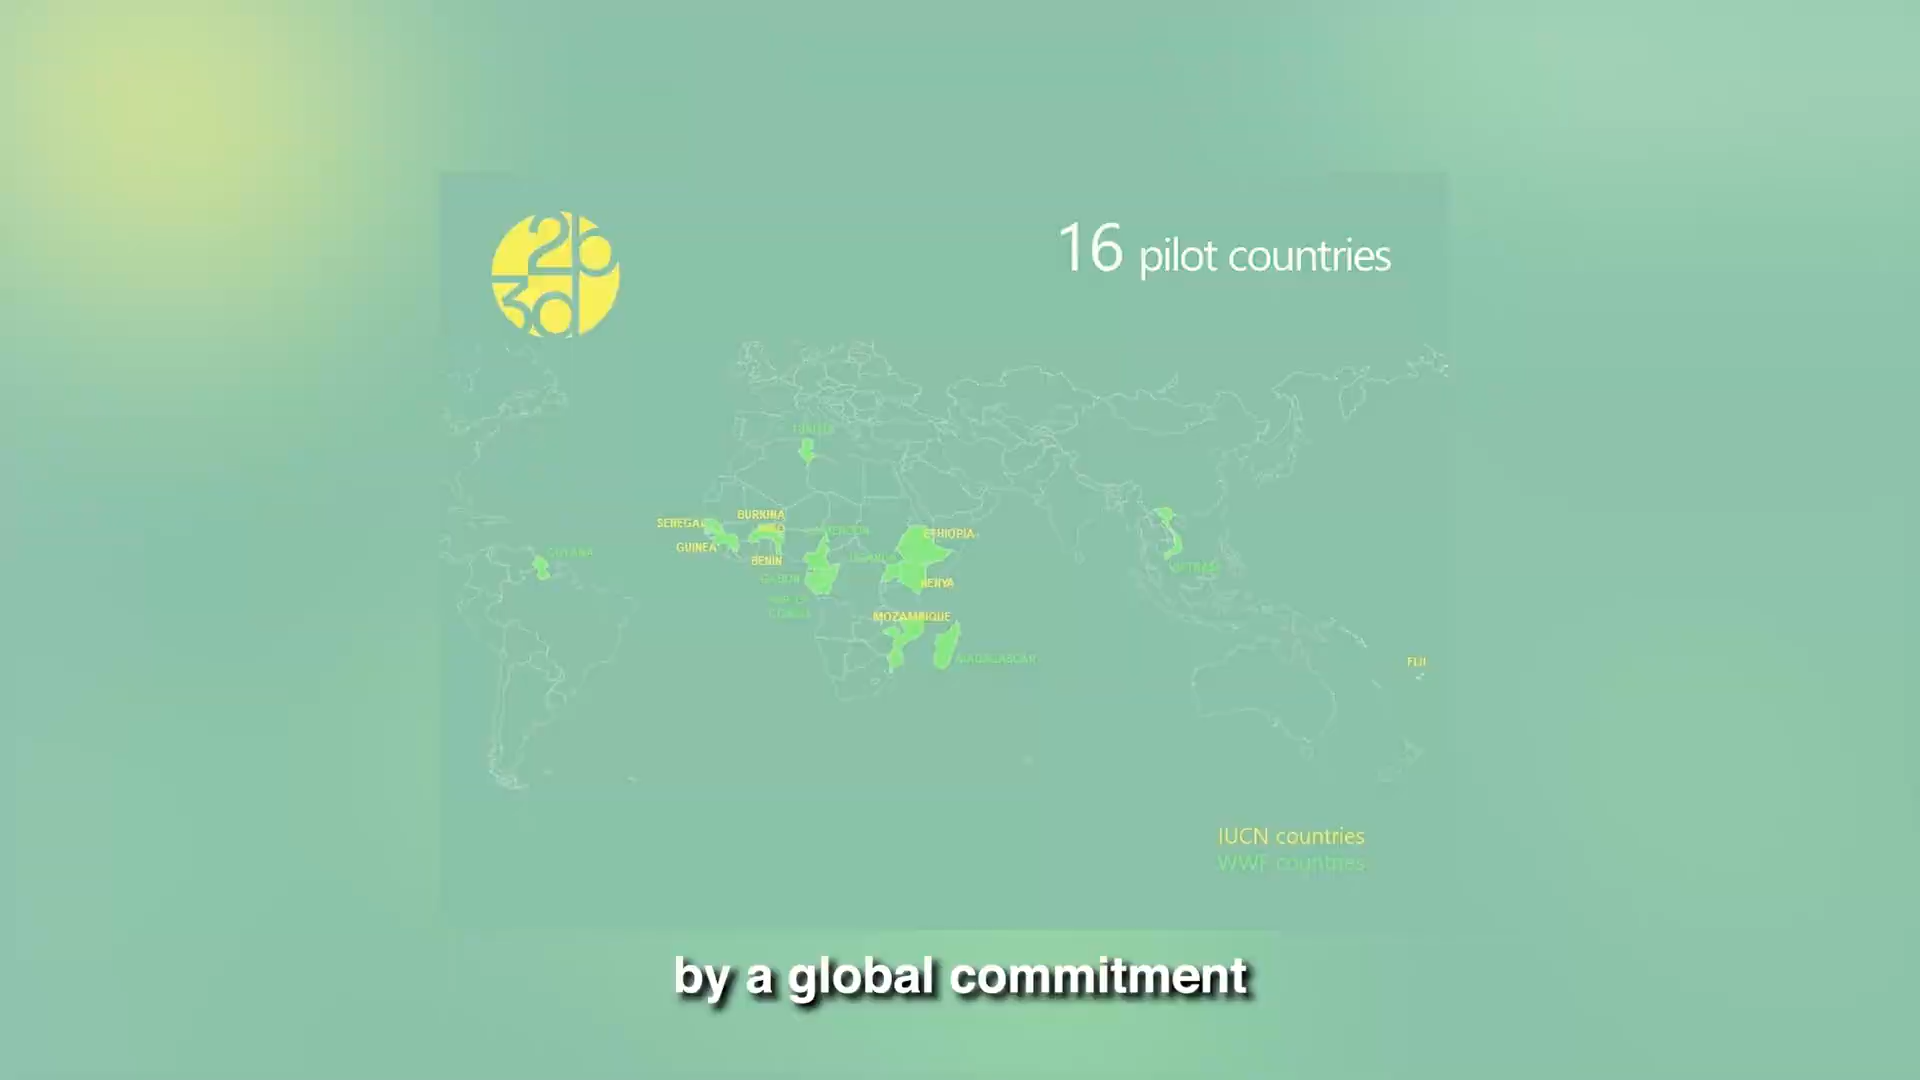 2030
16 pilot countries
TUNISIA
SENEGAL
BURKINA
FASO
CAMEROON
ETHIOPIA
GUINEA
BENIN
UGANDA
GUYANA
VIETNAM
GABON
KENYA
CONGO
MOZAMBIQUE
MADAGASCAR
FIJI
IUCN countries
WWF countries
by a global commitment